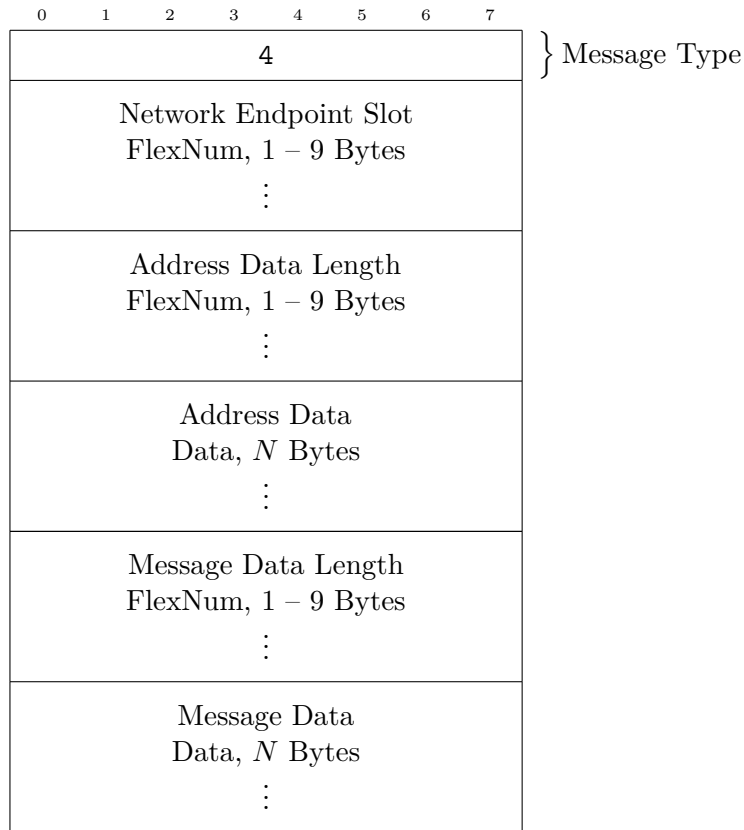 0 1 2 3 4 5 6 7
4
Message Type
Network Endpoint Slot
FlexNum, 1 – 9 Bytes
⋮
Address Data Length
FlexNum, 1 – 9 Bytes
⋮
Address Data
Data, N Bytes
⋮
Message Data Length
FlexNum, 1 – 9 Bytes
⋮
Message Data
Data, N Bytes
⋮